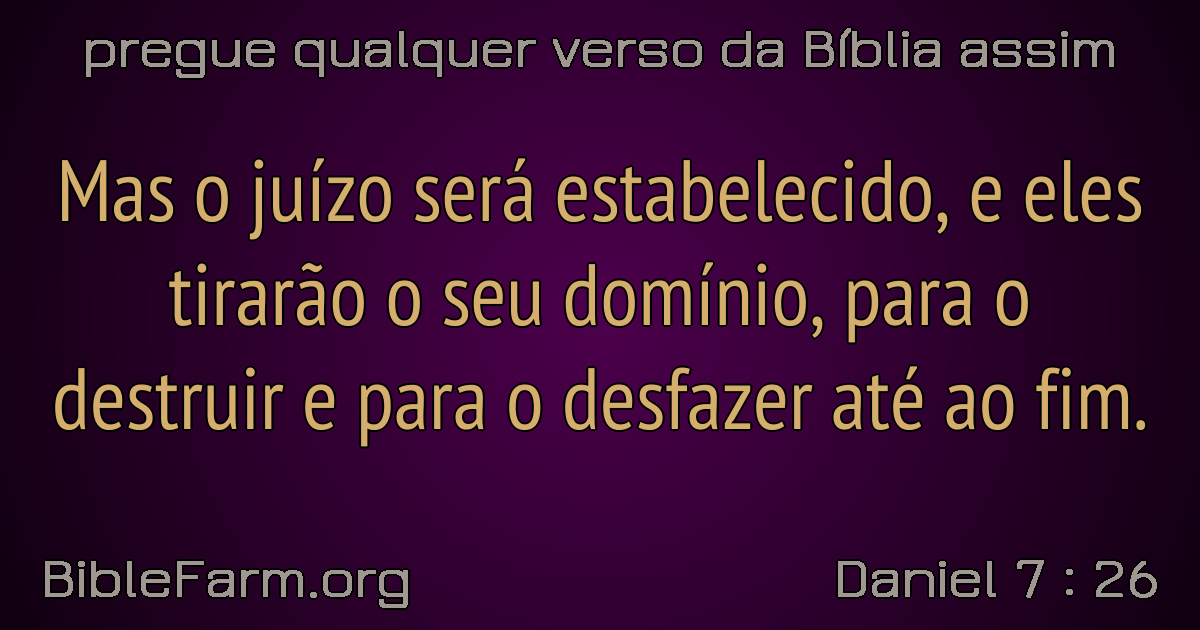 pregue qualquer verso da Bíblia assim
Mas o juízo será estabelecido, e eles
tirarão o seu domínio, para o
destruir e para o desfazer até ao fim.
BibleFarm.org
Daniel 7 : 26